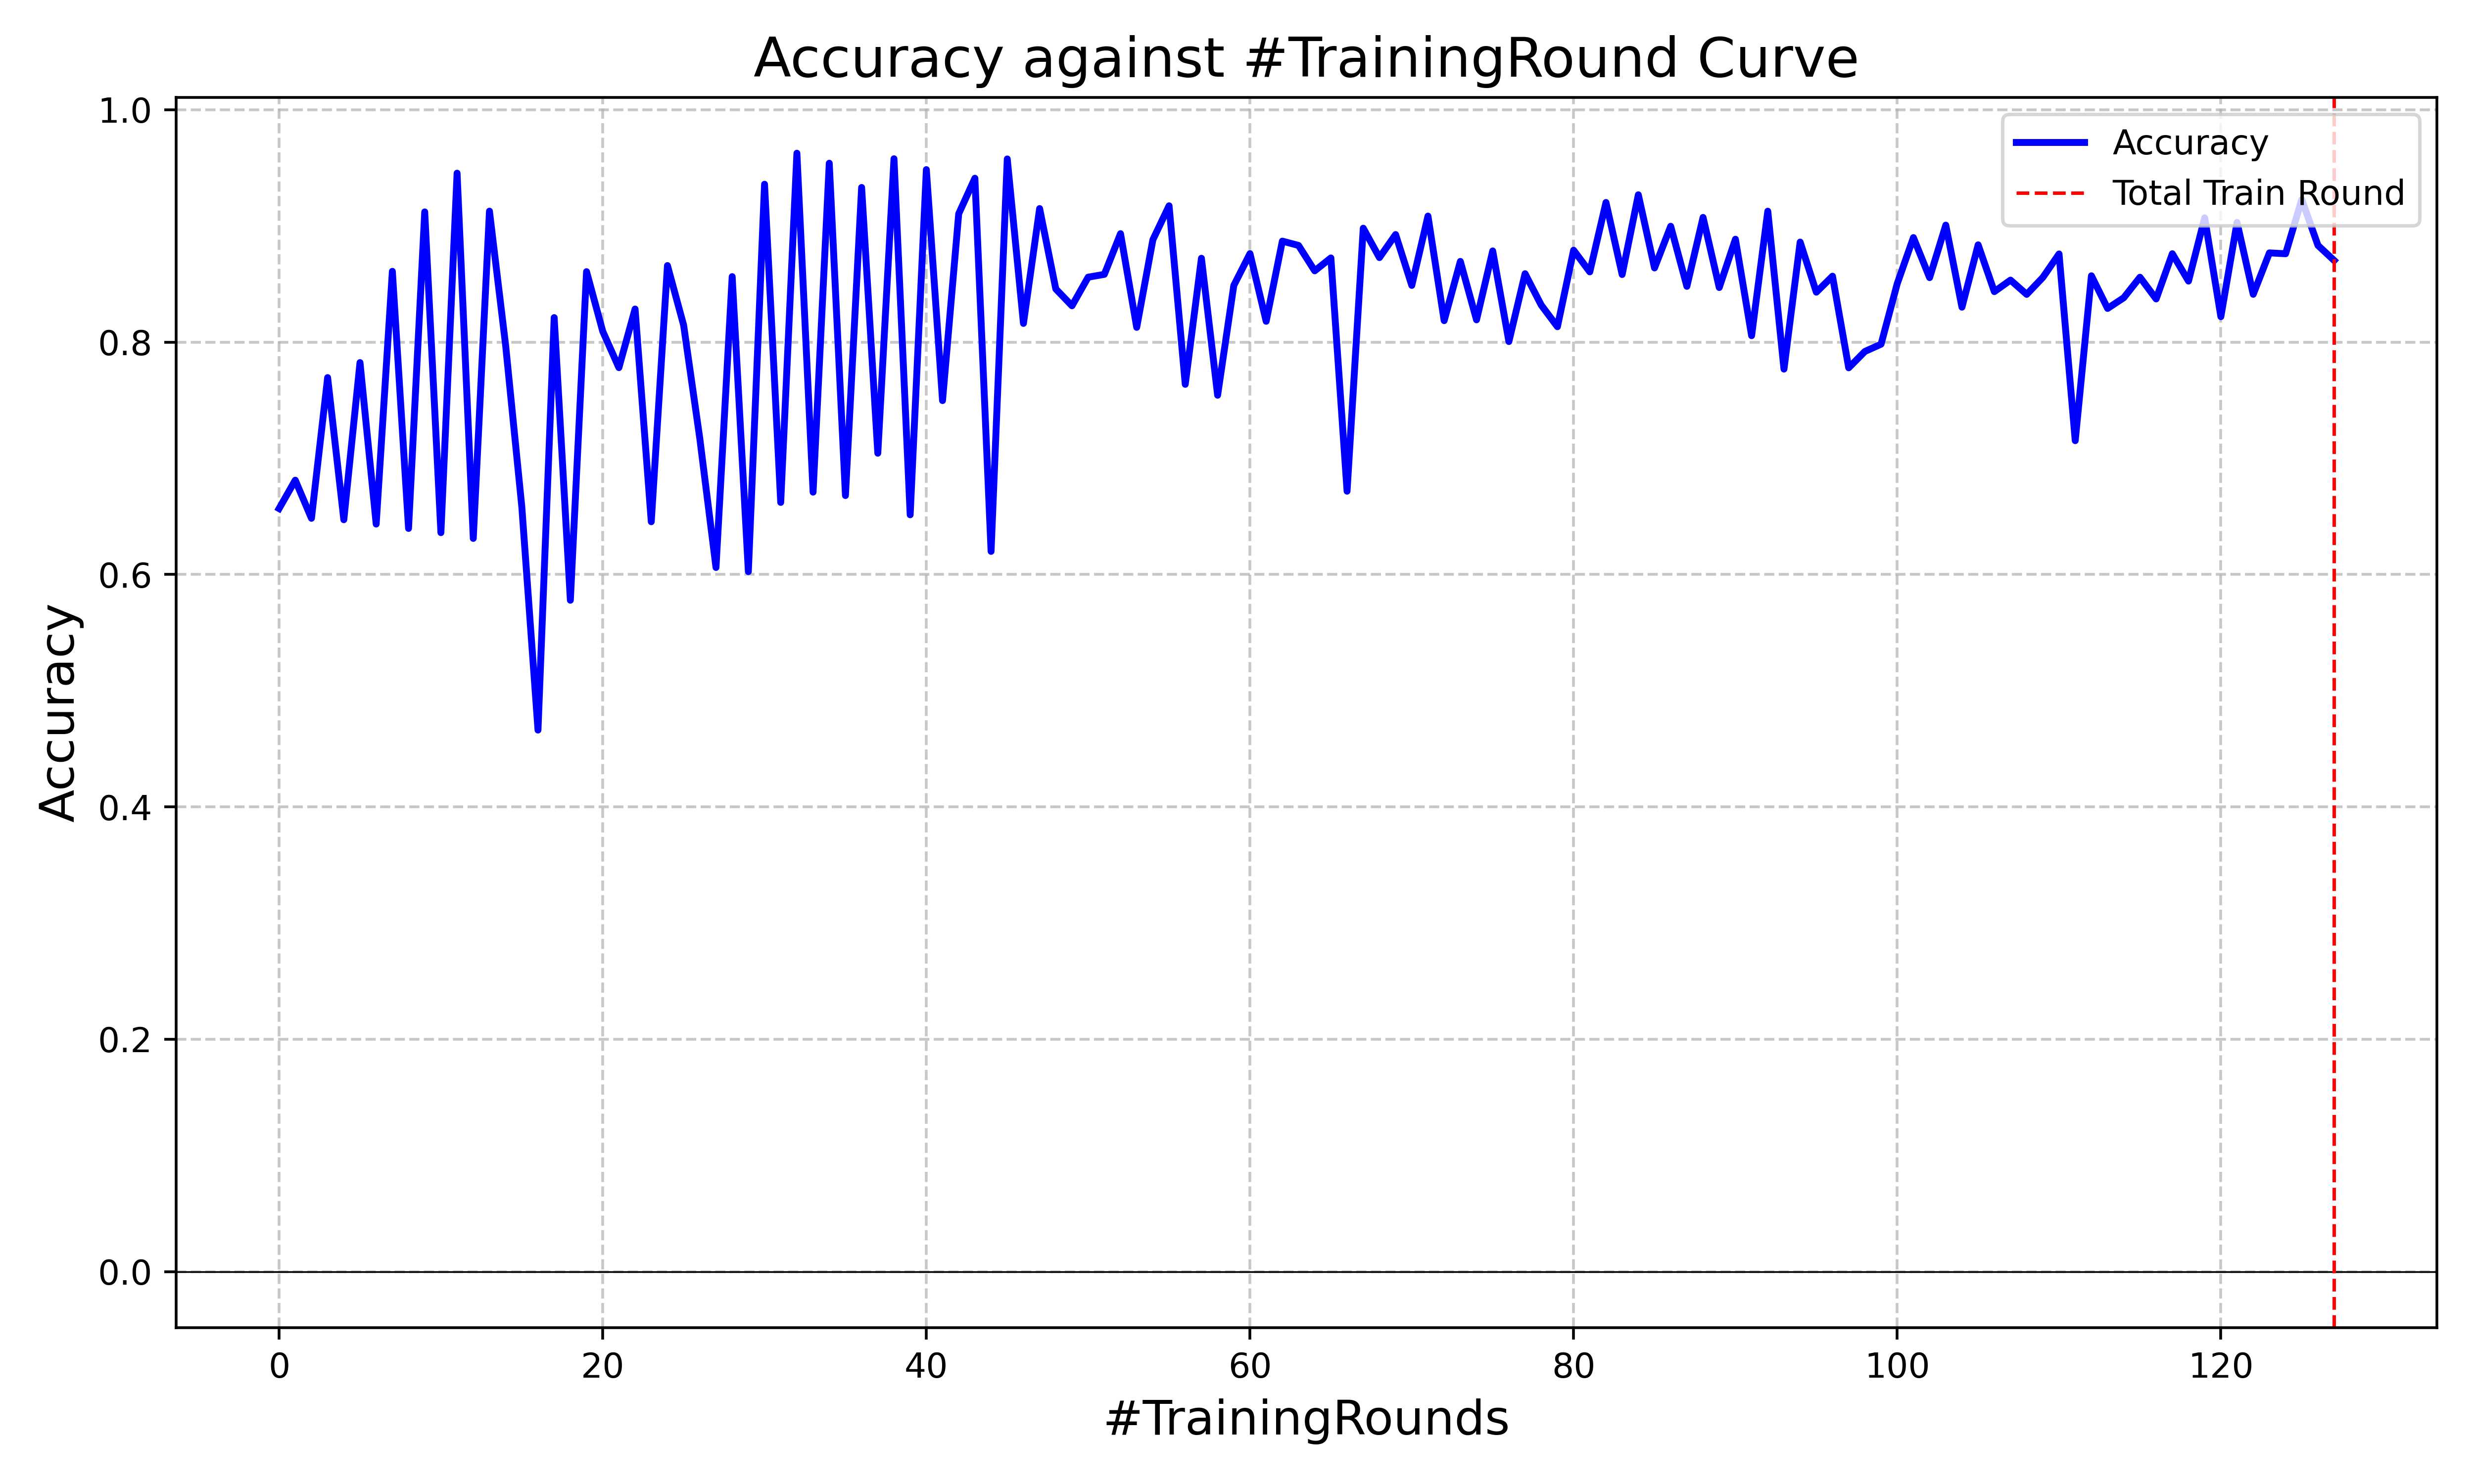 Accuracy against #TrainingRound Curve
1.0
0.8
0.6
0.4
0.2
0.0
Accuracy
Accuracy
Total Train Round
0 20 40 60 80 100 120
#TrainingRounds